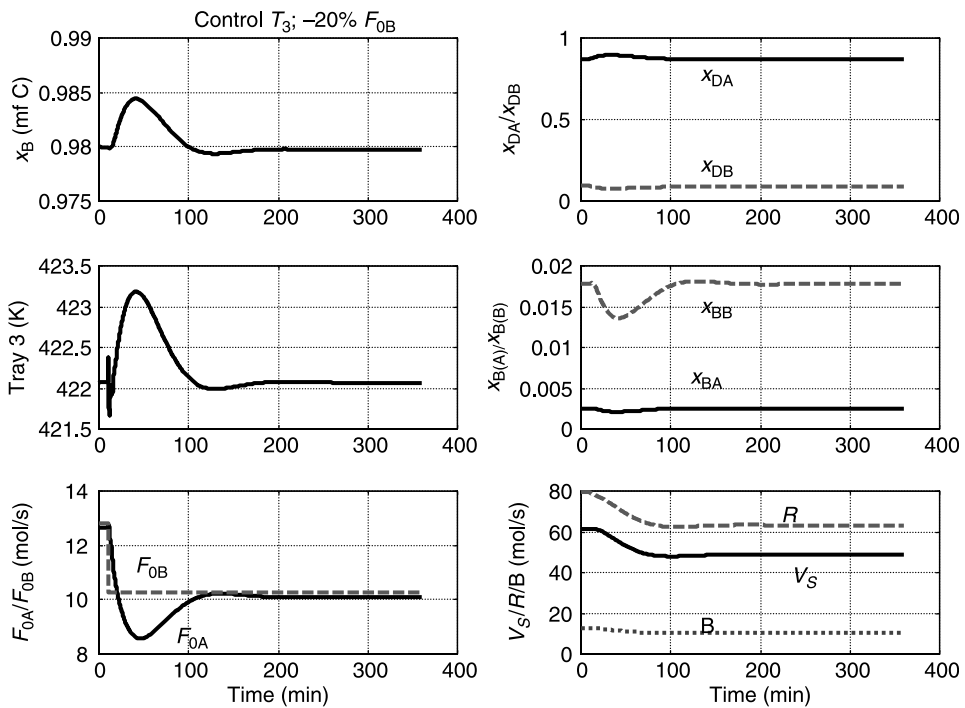 Control T3; –20% F0B
0.99
0.985
0.98
0.975
xB (mf C)
0 100 200 300 400
1
0.5
0
xDA/xDB
xDA
xDB
0 100 200 300 400
423.5
423
422.5
422
421.5
Tray 3 (K)
0 100 200 300 400
0.02
0.015
0.01
0.005
0
xB(A)/xB(B)
xBB
xBA
0 100 200 300 400
14
12
10
8
F0A/F0B (mol/s)
F0B
F0A
0 100 200 300 400
Time (min)
80
60
40
20
0
VS/R/B (mol/s)
R
VS
B
0 100 200 300 400
Time (min)